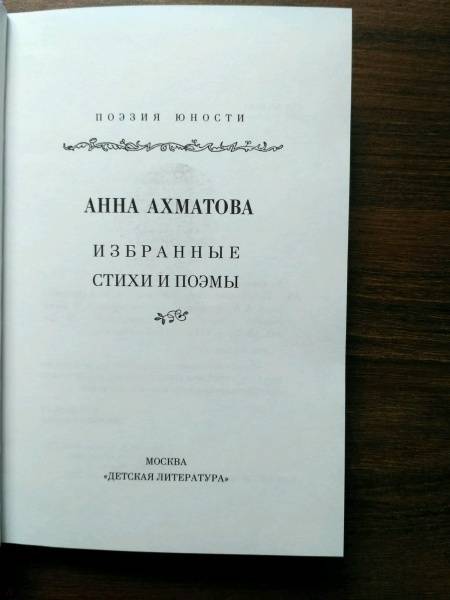 ПОЭЗИЯ ЮНОСТИ
АННА АХМАТОВА
ИЗБРАННЫЕ
СТИХИ И ПОЭМЫ
МОСКВА
«ДЕТСКАЯ ЛИТЕРАТУРА»